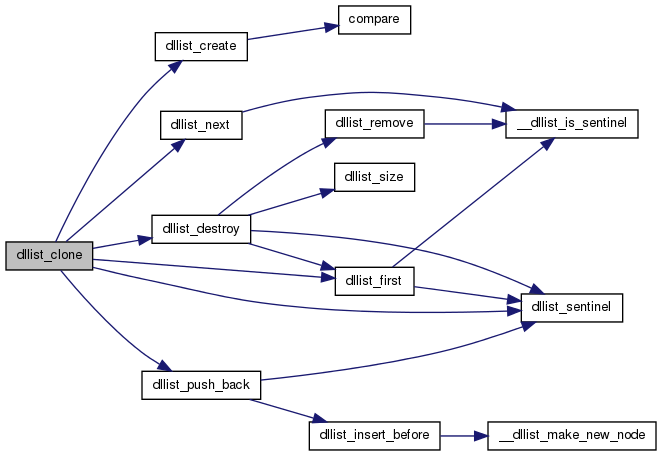 compare
dllist_create
dllist_next
dllist_remove
__dllist_is_sentinel
dllist_size
dllist_destroy
dllist_clone
dllist_first
dllist_sentinel
dllist_push_back
dllist_insert_before
__dllist_make_new_node